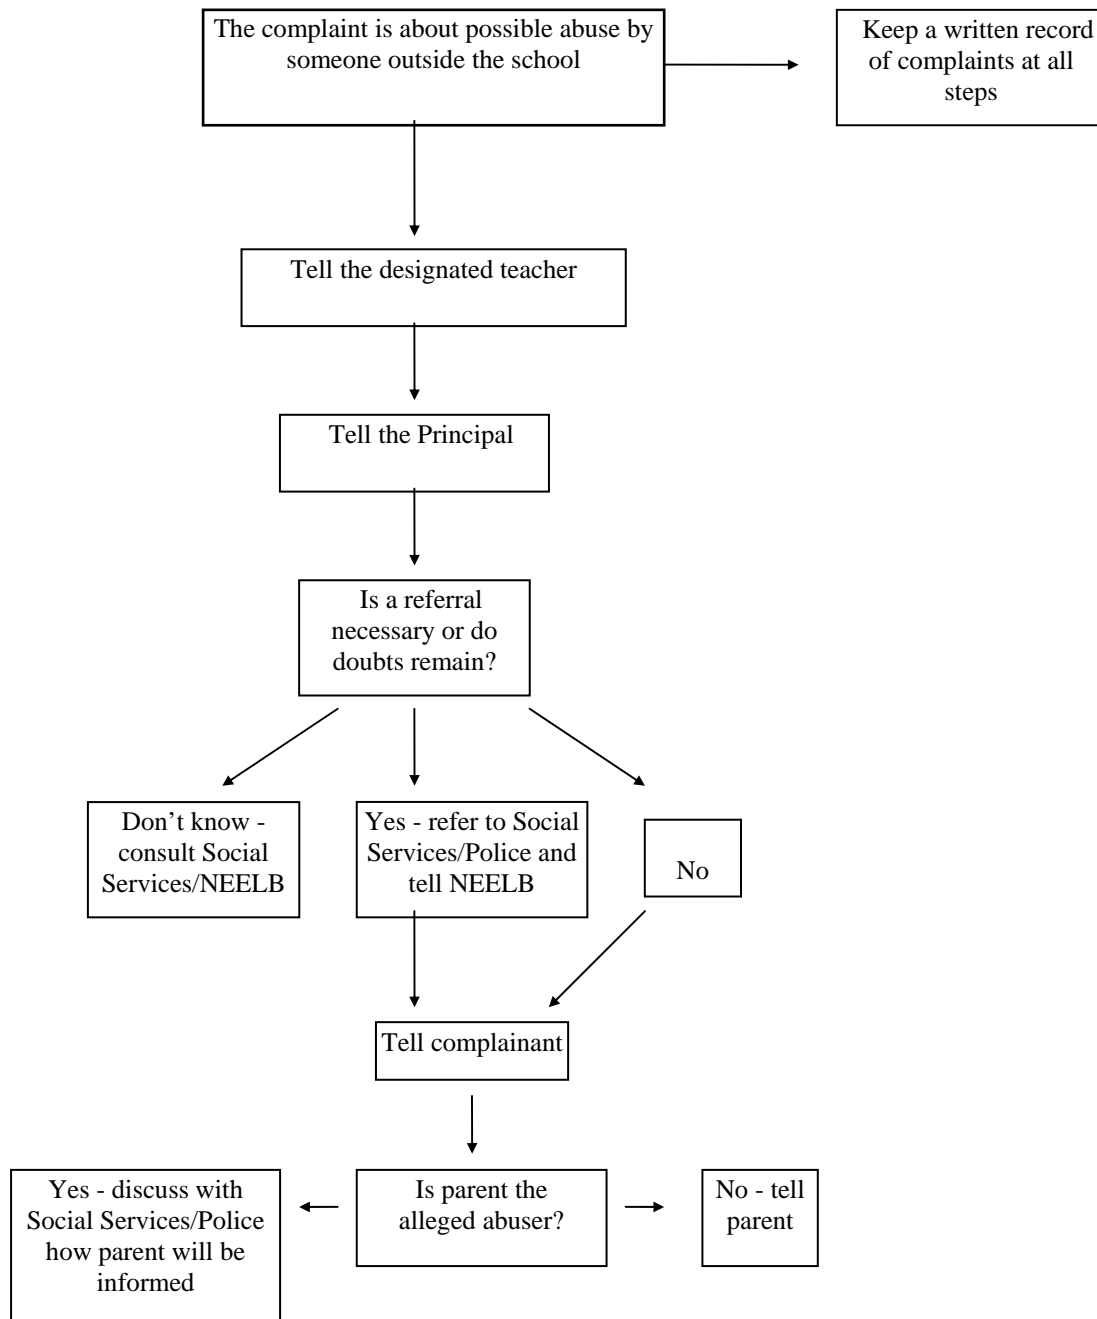 The complaint is about possible abuse by
someone outside the school
Keep a written record
of complaints at all
steps
Tell the designated teacher
Tell the Principal
Is a referral
necessary or do
doubts remain?
Don’t know -
consult Social
Services/NEELB
Yes - refer to Social
Services/Police and
tell NEELB
No
Tell complainant
Yes - discuss with
Social Services/Police
how parent will be
informed
Is parent the
alleged abuser?
No - tell
parent